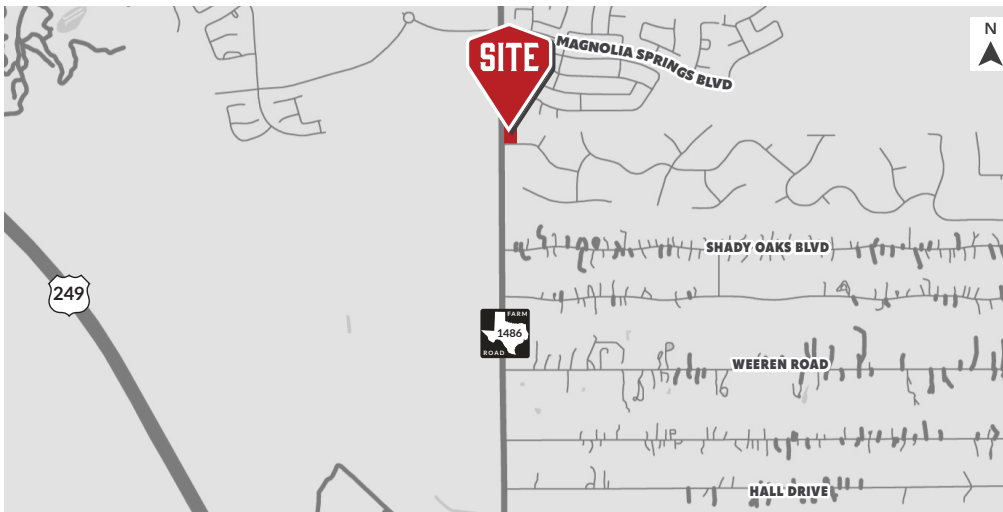 N
SITE
MAGNOLIA SPRINGS BLVD
SHADY OAKS BLVD
249
FARM
1486
ROAD
WEEREN ROAD
HALL DRIVE